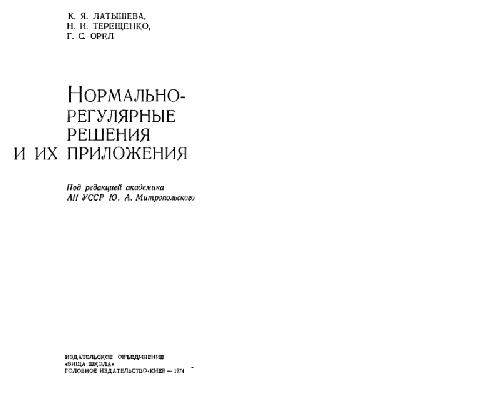 К. Я. ЛАТЫШЕВА,
Н. И. ТЕРЕЩЕНКО,
Г. С. ОРЕЛ
НОРМАЛЬНО-
РЕГУЛЯРНЫЕ
РЕШЕНИЯ
И ИХ ПРИЛОЖЕНИЯ
Под редакцией академика
АН УССР Ю. А. Митропольского
ИЗДАТЕЛЬСКОЕ ОБЪЕДИНЕНИЕ
«ВИЩА ШКОЛА»
ГОЛОВНОЕ ИЗДАТЕЛЬСТВО—КИЕВ—1974